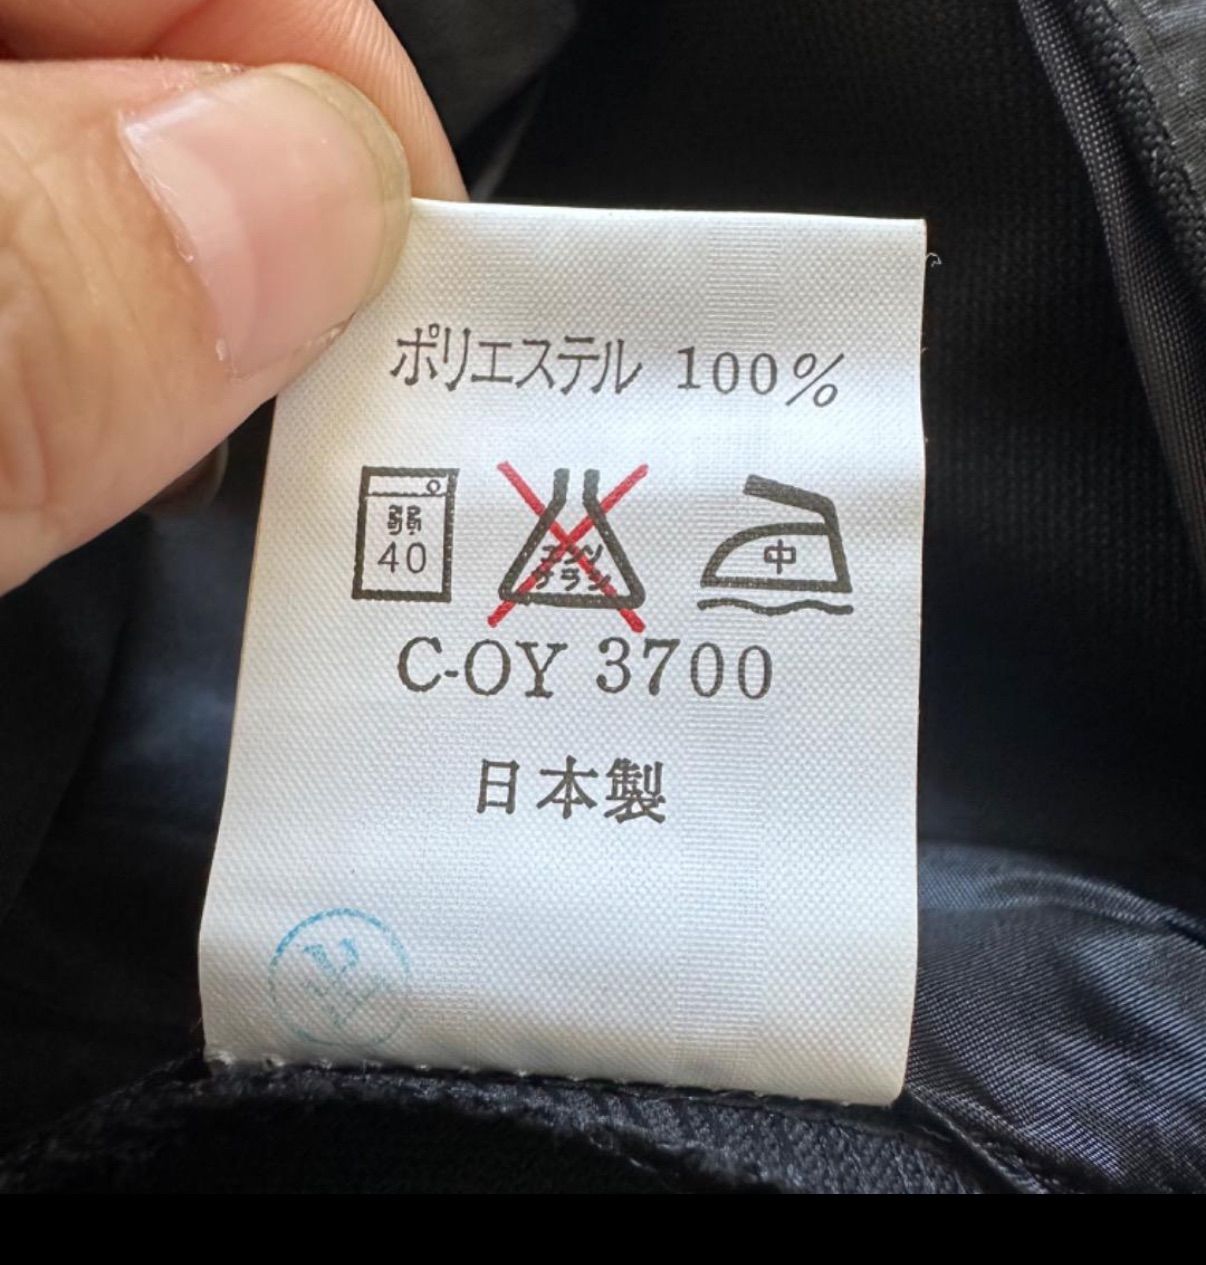 ポリエステル 100%
弱
40
エンソ
サラシ
中
C-OY 3700
日本製